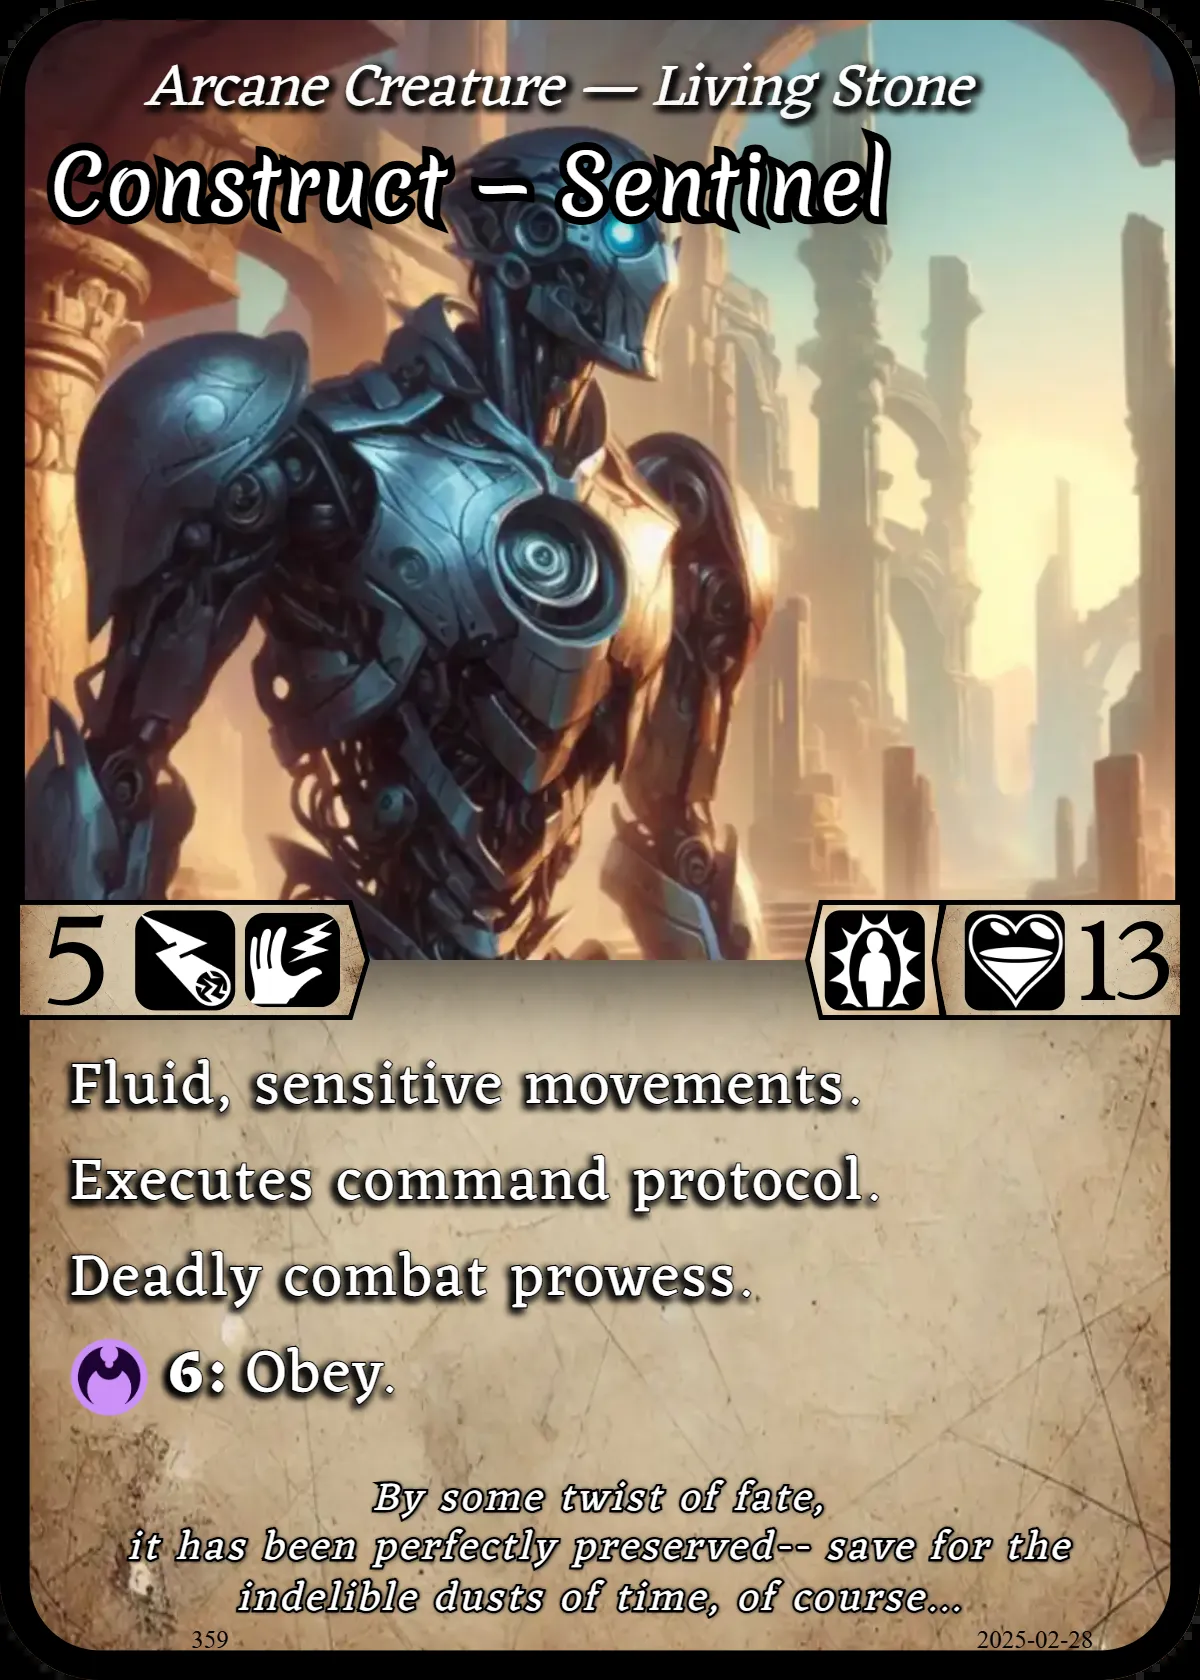 Arcane Creature — Living Stone
Construct – Sentinel
5
13
Fluid, sensitive movements.
Executes command protocol.
Deadly combat prowess.
6: Obey.
By some twist of fate,
it has been perfectly preserved-- save for the
indelible dusts of time, of course...
359
2025-02-28